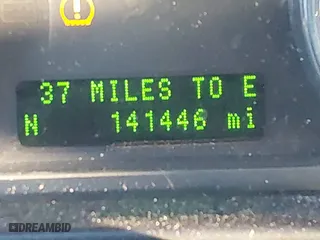 37 MILES TO E
N 141446 mi
DREAMBID